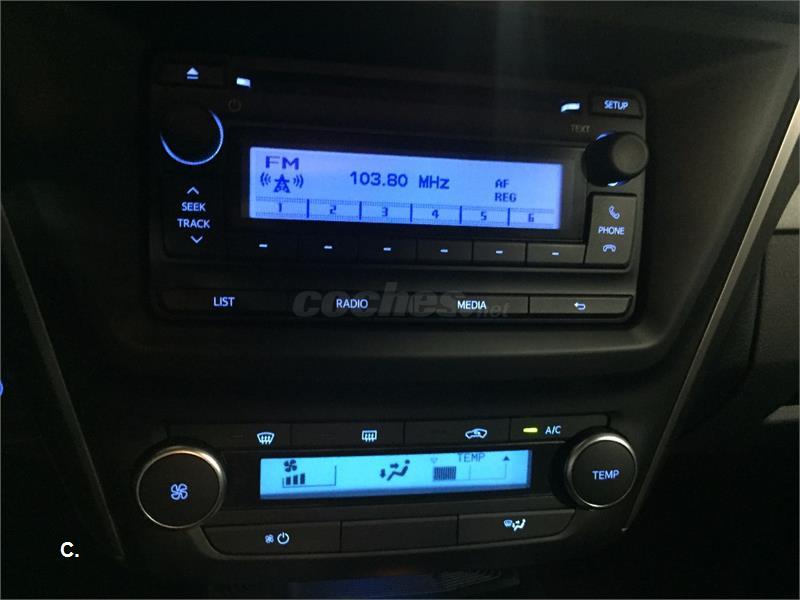 SETUP
TEXT
FM
103.80 MHz
AF
REG
1 2 3 4 5 6
SEEK
TRACK
PHONE
LIST
RADIO
MEDIA
coches.net
A/C
TEMP
TEMP
C.